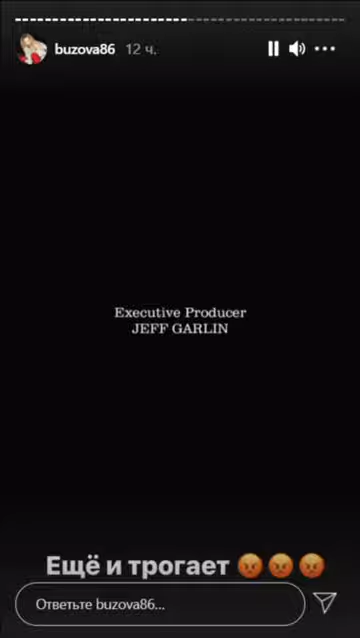 buzova86 12 ч.
Executive Producer
JEFF GARLIN
Ещё и трогает 😡😡😡
Ответьте buzova86...